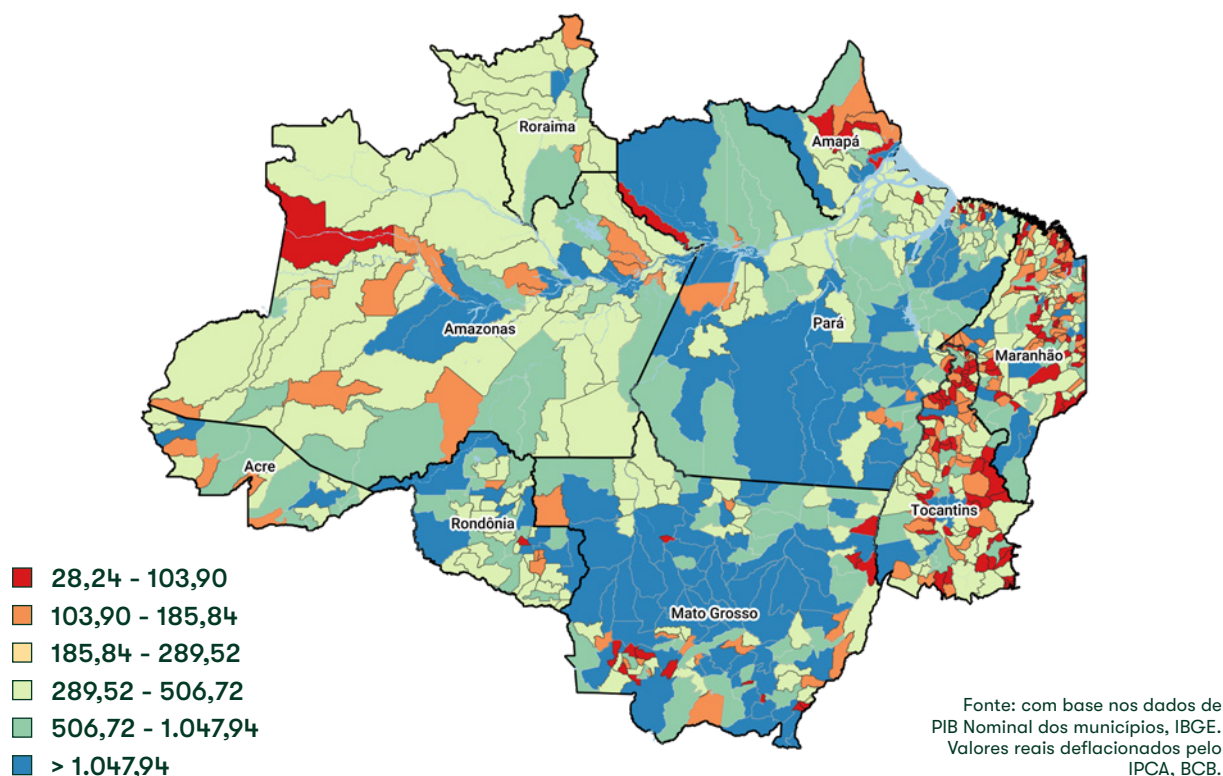 Roraima
Amapá
Amazonas
Pará
Maranhão
Acre
Tocantins
Rondônia
Mato Grosso
28,24 - 103,90
103,90 - 185,84
185,84 - 289,52
289,52 - 506,72
506,72 - 1.047,94
> 1.047,94
Fonte: com base nos dados de
PIB Nominal dos municípios, IBGE.
Valores reais deflacionados pelo
IPCA, BCB.